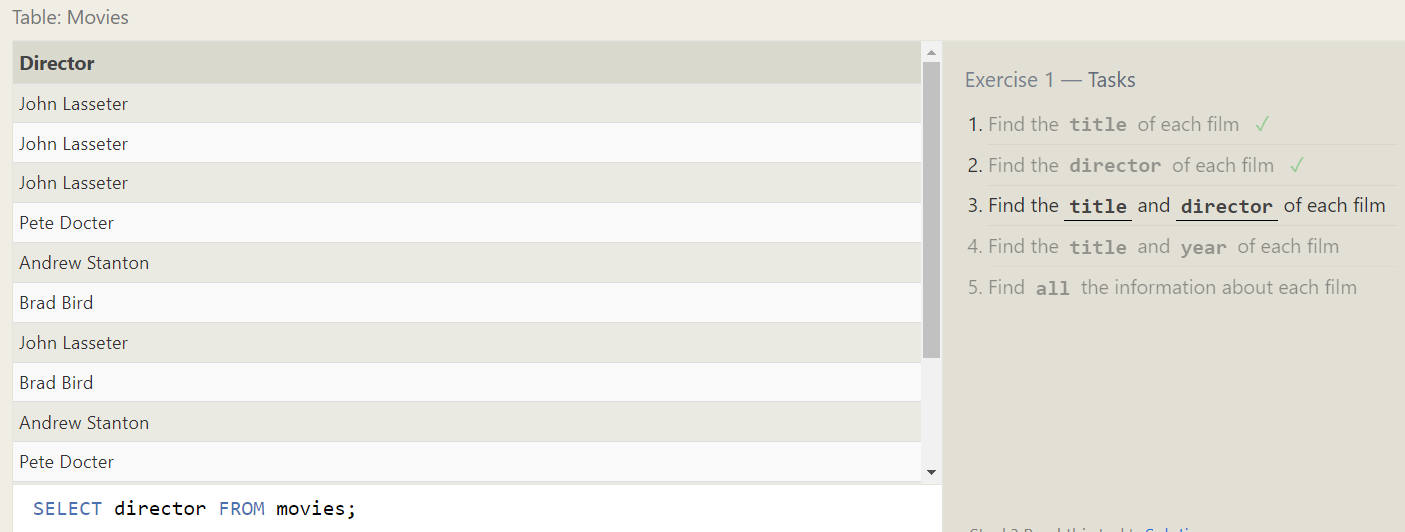 Table: Movies
Director
John Lasseter
John Lasseter
John Lasseter
Pete Docter
Andrew Stanton
Brad Bird
John Lasseter
Brad Bird
Andrew Stanton
Pete Docter
SELECT director FROM movies;
Exercise 1 — Tasks
1. Find the title of each film ✓
2. Find the director of each film ✓
3. Find the title and director of each film
4. Find the title and year of each film
5. Find all the information about each film